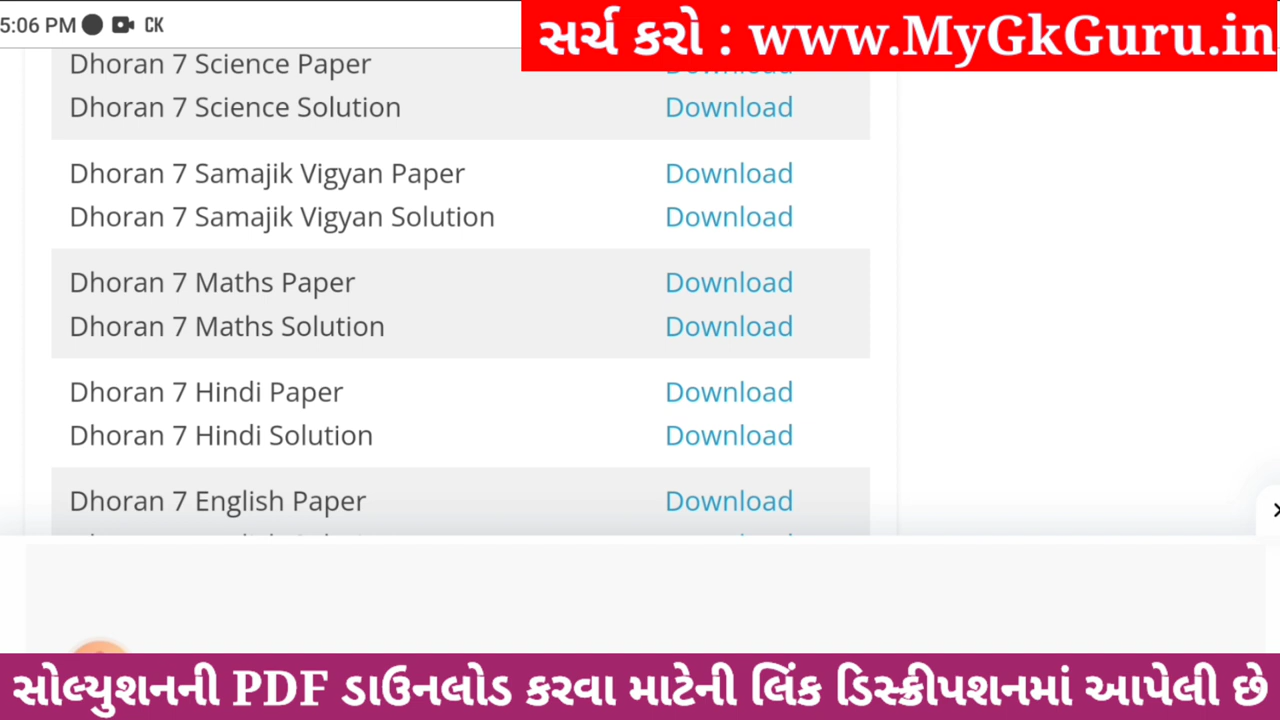 5:06 PM CK
સર્ચ કરો : www.MyGkGuru.in
Dhoran 7 Science Paper Download
Dhoran 7 Science Solution Download
Dhoran 7 Samajik Vigyan Paper Download
Dhoran 7 Samajik Vigyan Solution Download
Dhoran 7 Maths Paper Download
Dhoran 7 Maths Solution Download
Dhoran 7 Hindi Paper Download
Dhoran 7 Hindi Solution Download
Dhoran 7 English Paper Download
સોલ્યુશનની PDF ડાઉનલોડ કરવા માટેની લિંક ડિસ્ક્રીપશનમાં આપેલી છે